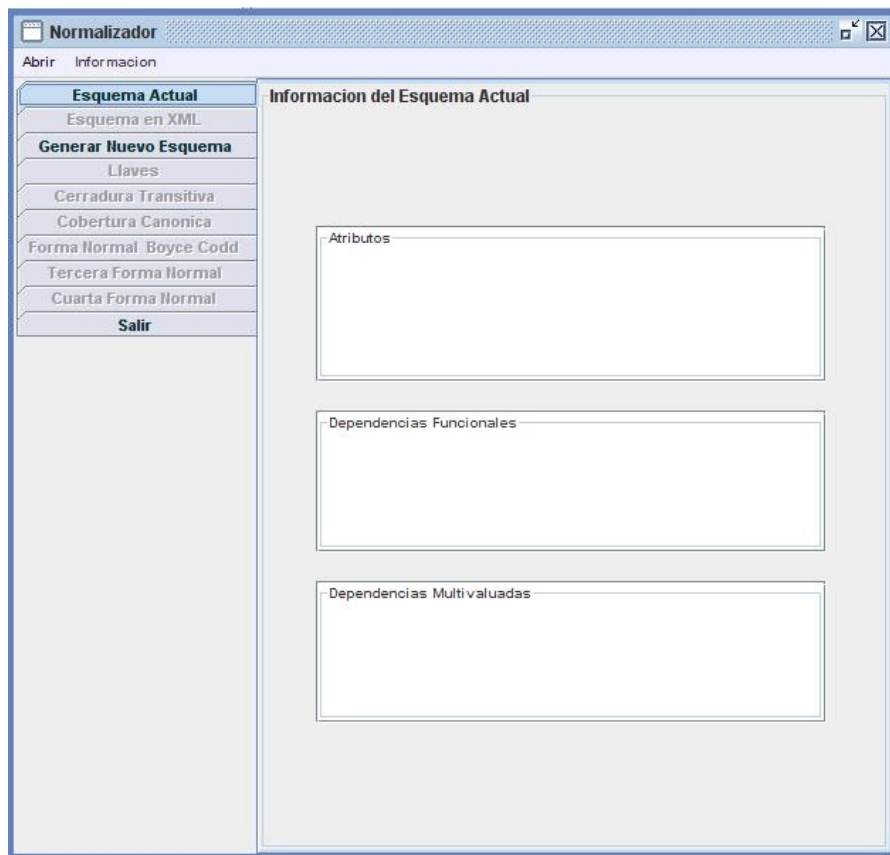 Normalizador
Abrir Informacion
Esquema Actual
Esquema en XML
Generar Nuevo Esquema
Llaves
Cerradura Transitiva
Cobertura Canonica
Forma Normal Boyce Codd
Tercera Forma Normal
Cuarta Forma Normal
Salir
Informacion del Esquema Actual
Atributos
Dependencias Funcionales
Dependencias Multivaluadas